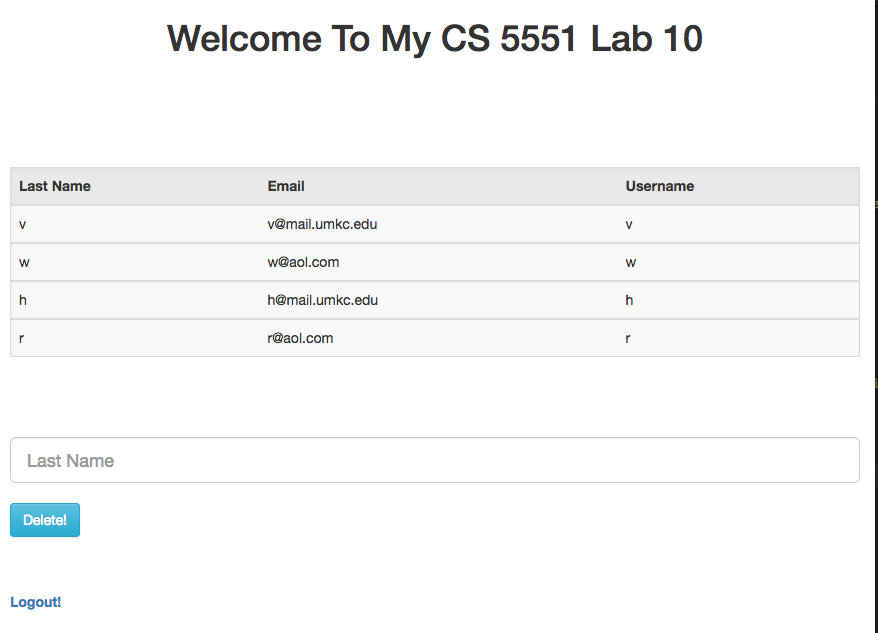 Welcome To My CS 5551 Lab 10
Last Name Email Username
v v@mail.umkc.edu v
w w@aol.com w
h h@mail.umkc.edu h
r r@aol.com r
Last Name
Delete!
Logout!